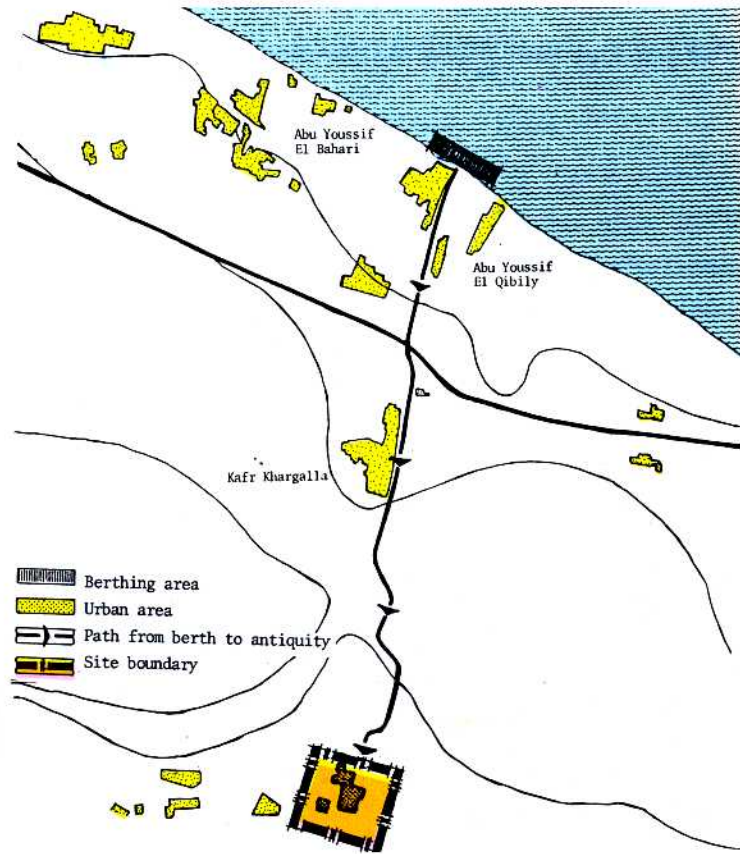 Abu Youssif
El Bahari
Abu Youssif
El Qibily
Kafr Khargalla
Berthing area
Urban area
Path from berth to antiquity
Site boundary